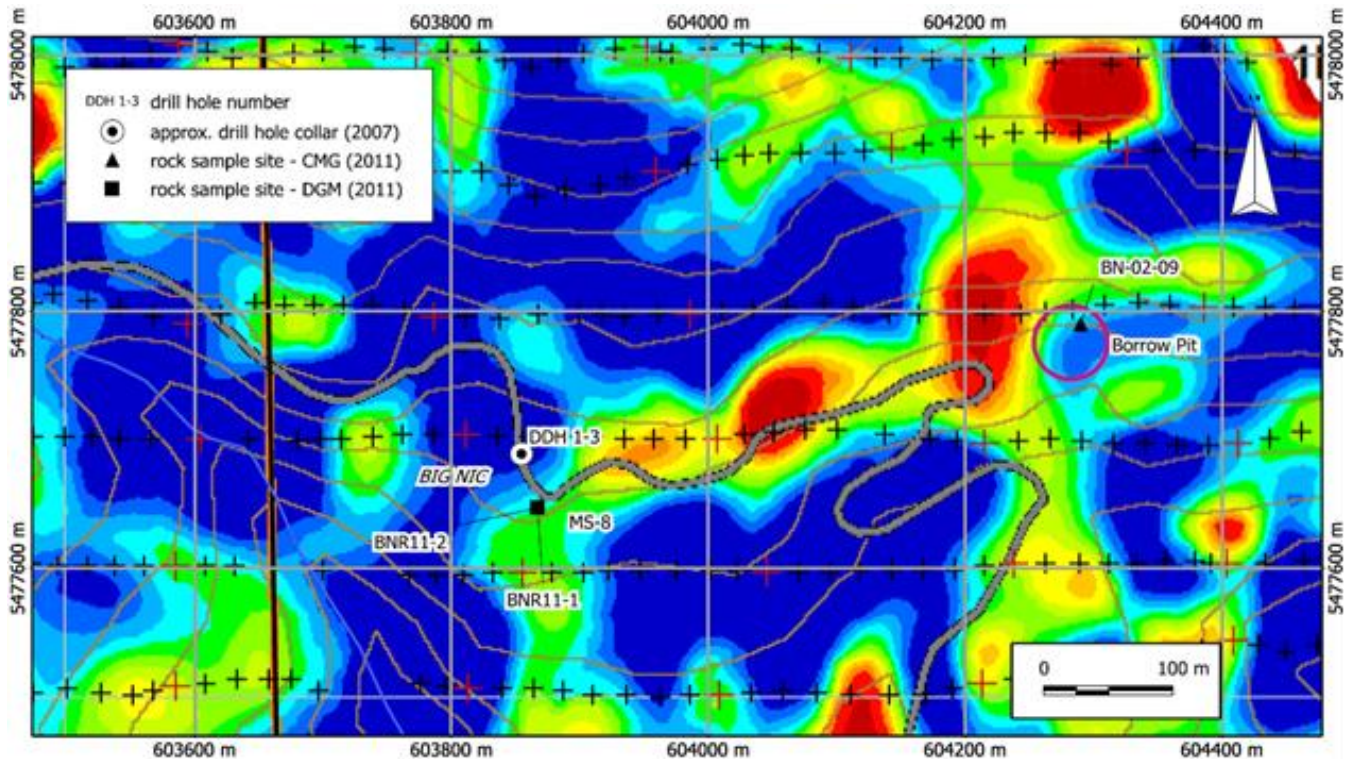 603600 m 603800 m 604000 m 604200 m 604400 m
5478000 m 5478000 m
DDH 1-3 drill hole number
approx. drill hole collar (2007)
rock sample site - CMG (2011)
rock sample site - DGM (2011)
BN-02-09
5477800 m 5477800 m
Borrow Pit
DDH 1-3
BIG NIC
MS-8
BNR11-2
5477600 m 5477600 m
BNR11-1
0 100 m
603600 m 603800 m 604000 m 604200 m 604400 m